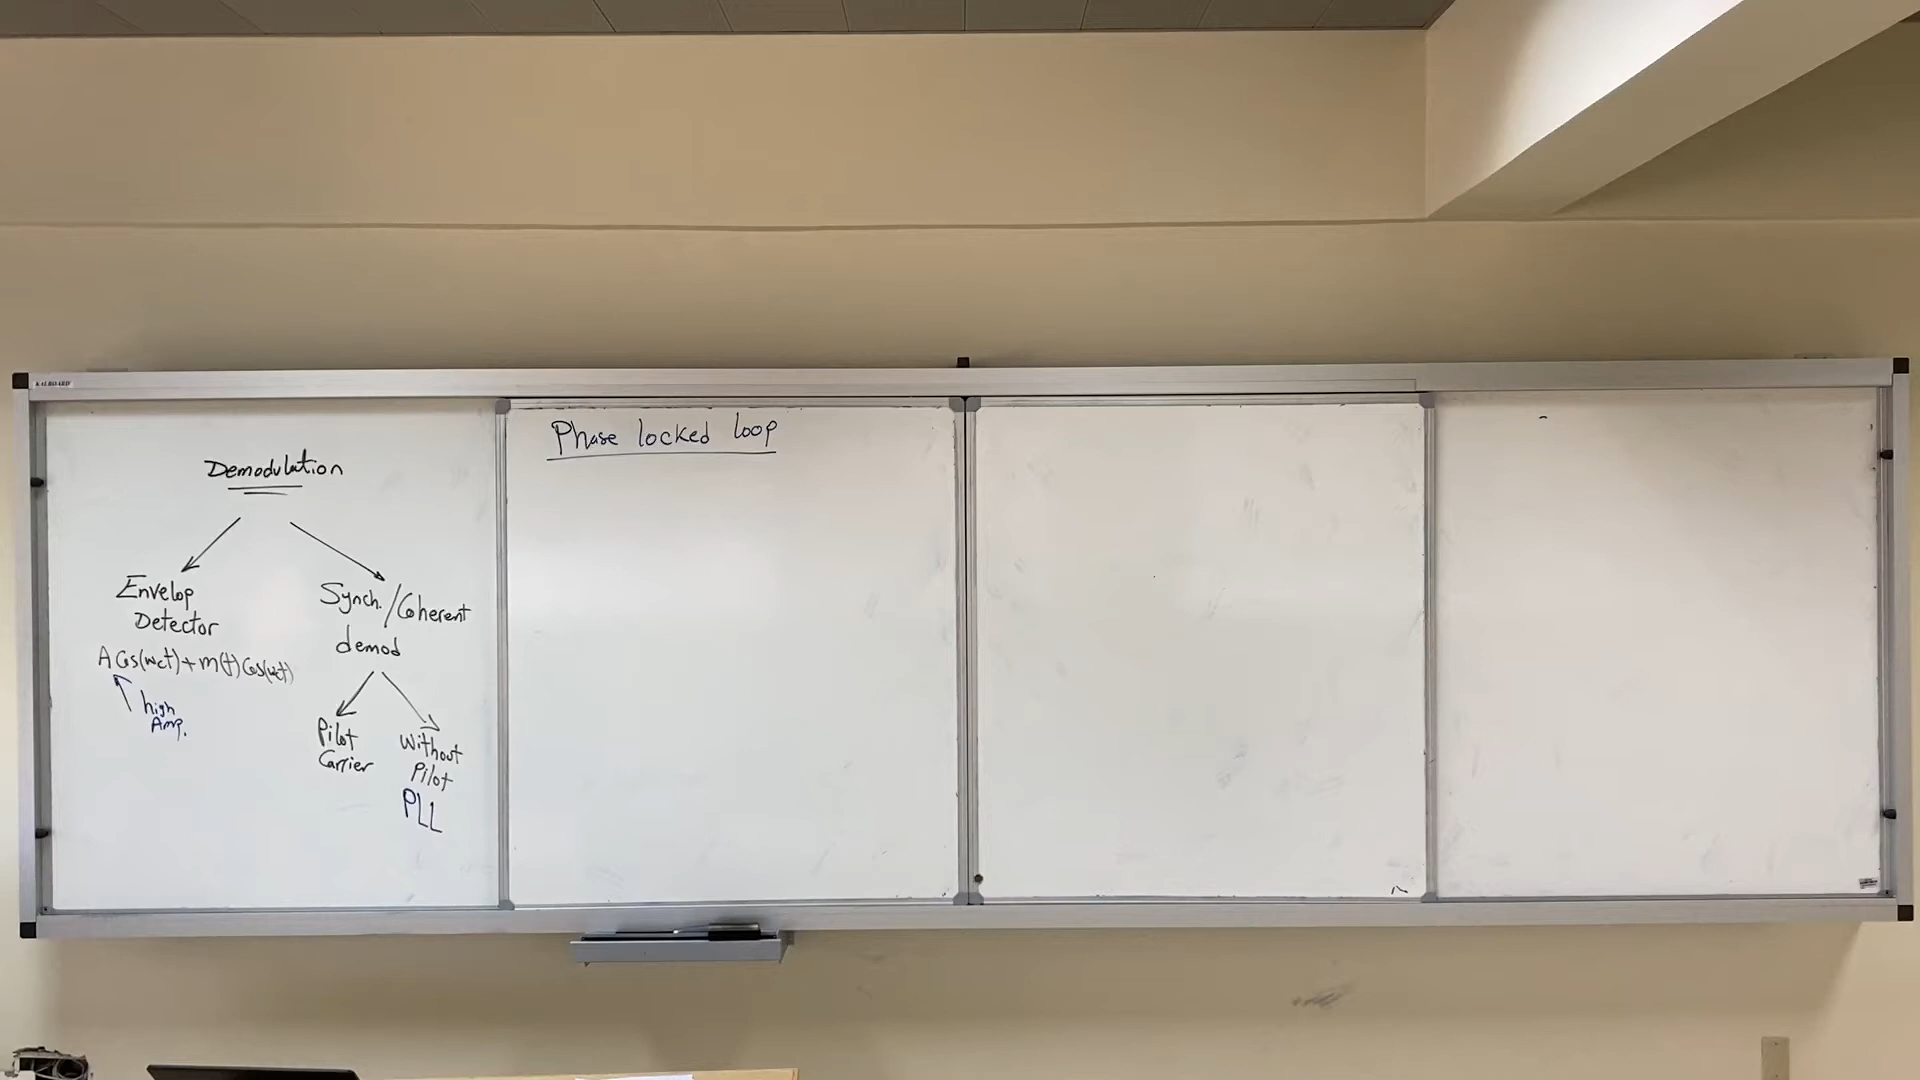 KALBOARD
Demodulation
Envelop
Detector
A Cos(wct)+m(t)Cos(wct)
high
Amp.
Synch./Coherent
demod
Pilot
Carrier
Without
Pilot
PLL
Phase locked loop